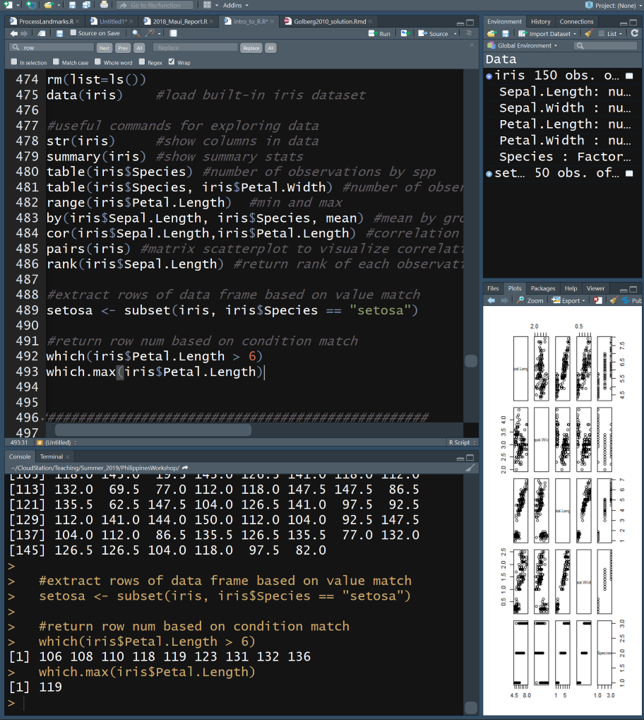 Go to file/function
Addins
Project: (None)
ProcessLandmarks.R
Untitled1*
2018_Maui_Report.R
intro_to_R.R*
Golberg2010_solution.Rmd
Source on Save
Run
Source
row
Next
Prev
All
Replace
Replace
All
In selection
Match case
Whole word
Regex
Wrap
474 rm(list=ls())
475 data(iris) #load built-in iris dataset
476
477 #useful commands for exploring data
478 str(iris) #show columns in data
479 summary(iris) #show summary stats
480 table(iris$Species) #number of observations by spp
481 table(iris$Species, iris$Petal.Width) #number of obser
482 range(iris$Petal.Length) #min and max
483 by(iris$Sepal.Length, iris$Species, mean) #mean by gro
484 cor(iris$Sepal.Length,iris$Petal.Length) #correlation
485 pairs(iris) #matrix scatterplot to visualize correlati
486 rank(iris$Sepal.Length) #return rank of each observat
487
488 #extract rows of data frame based on value match
489 setosa <- subset(iris, iris$Species == "setosa")
490
491 #return row num based on condition match
492 which(iris$Petal.Length > 6)
493 which.max(iris$Petal.Length)
494
495
496
497
493:31
(Untitled)
R Script
Console
Terminal
~/CloudStation/Teaching/Summer_2019/PhilippinesWorkshop/
[113] 132.0 69.5 77.0 112.0 118.0 147.5 147.5 86.5
[121] 135.5 62.5 147.5 104.0 126.5 141.0 97.5 92.5
[129] 112.0 141.0 144.0 150.0 112.0 104.0 92.5 147.5
[137] 104.0 112.0 86.5 135.5 126.5 135.5 77.0 132.0
[145] 126.5 126.5 104.0 118.0 97.5 82.0
>
> #extract rows of data frame based on value match
> setosa <- subset(iris, iris$Species == "setosa")
>
> #return row num based on condition match
> which(iris$Petal.Length > 6)
[1] 106 108 110 118 119 123 131 132 136
> which.max(iris$Petal.Length)
[1] 119
>
Environment
History
Connections
Import Dataset
List
Global Environment
Data
iris 150 obs. o...
Sepal.Length: nu...
Sepal.Width : nu...
Petal.Length: nu...
Petal.Width : nu...
Species : Factor...
set... 50 obs. of...
Files
Plots
Packages
Help
Viewer
Zoom
Export
Pub
2.0
0.5
4.5 5.5 6.5 7.5
2.0 2.5 3.0 3.5 4.0
1 2 3 4 5 6 7
0.5 1.0 1.5 2.0 2.5
Species
1.0 1.5 2.0 2.5 3.0
4.5 8.0
1 5
1.0 3.0